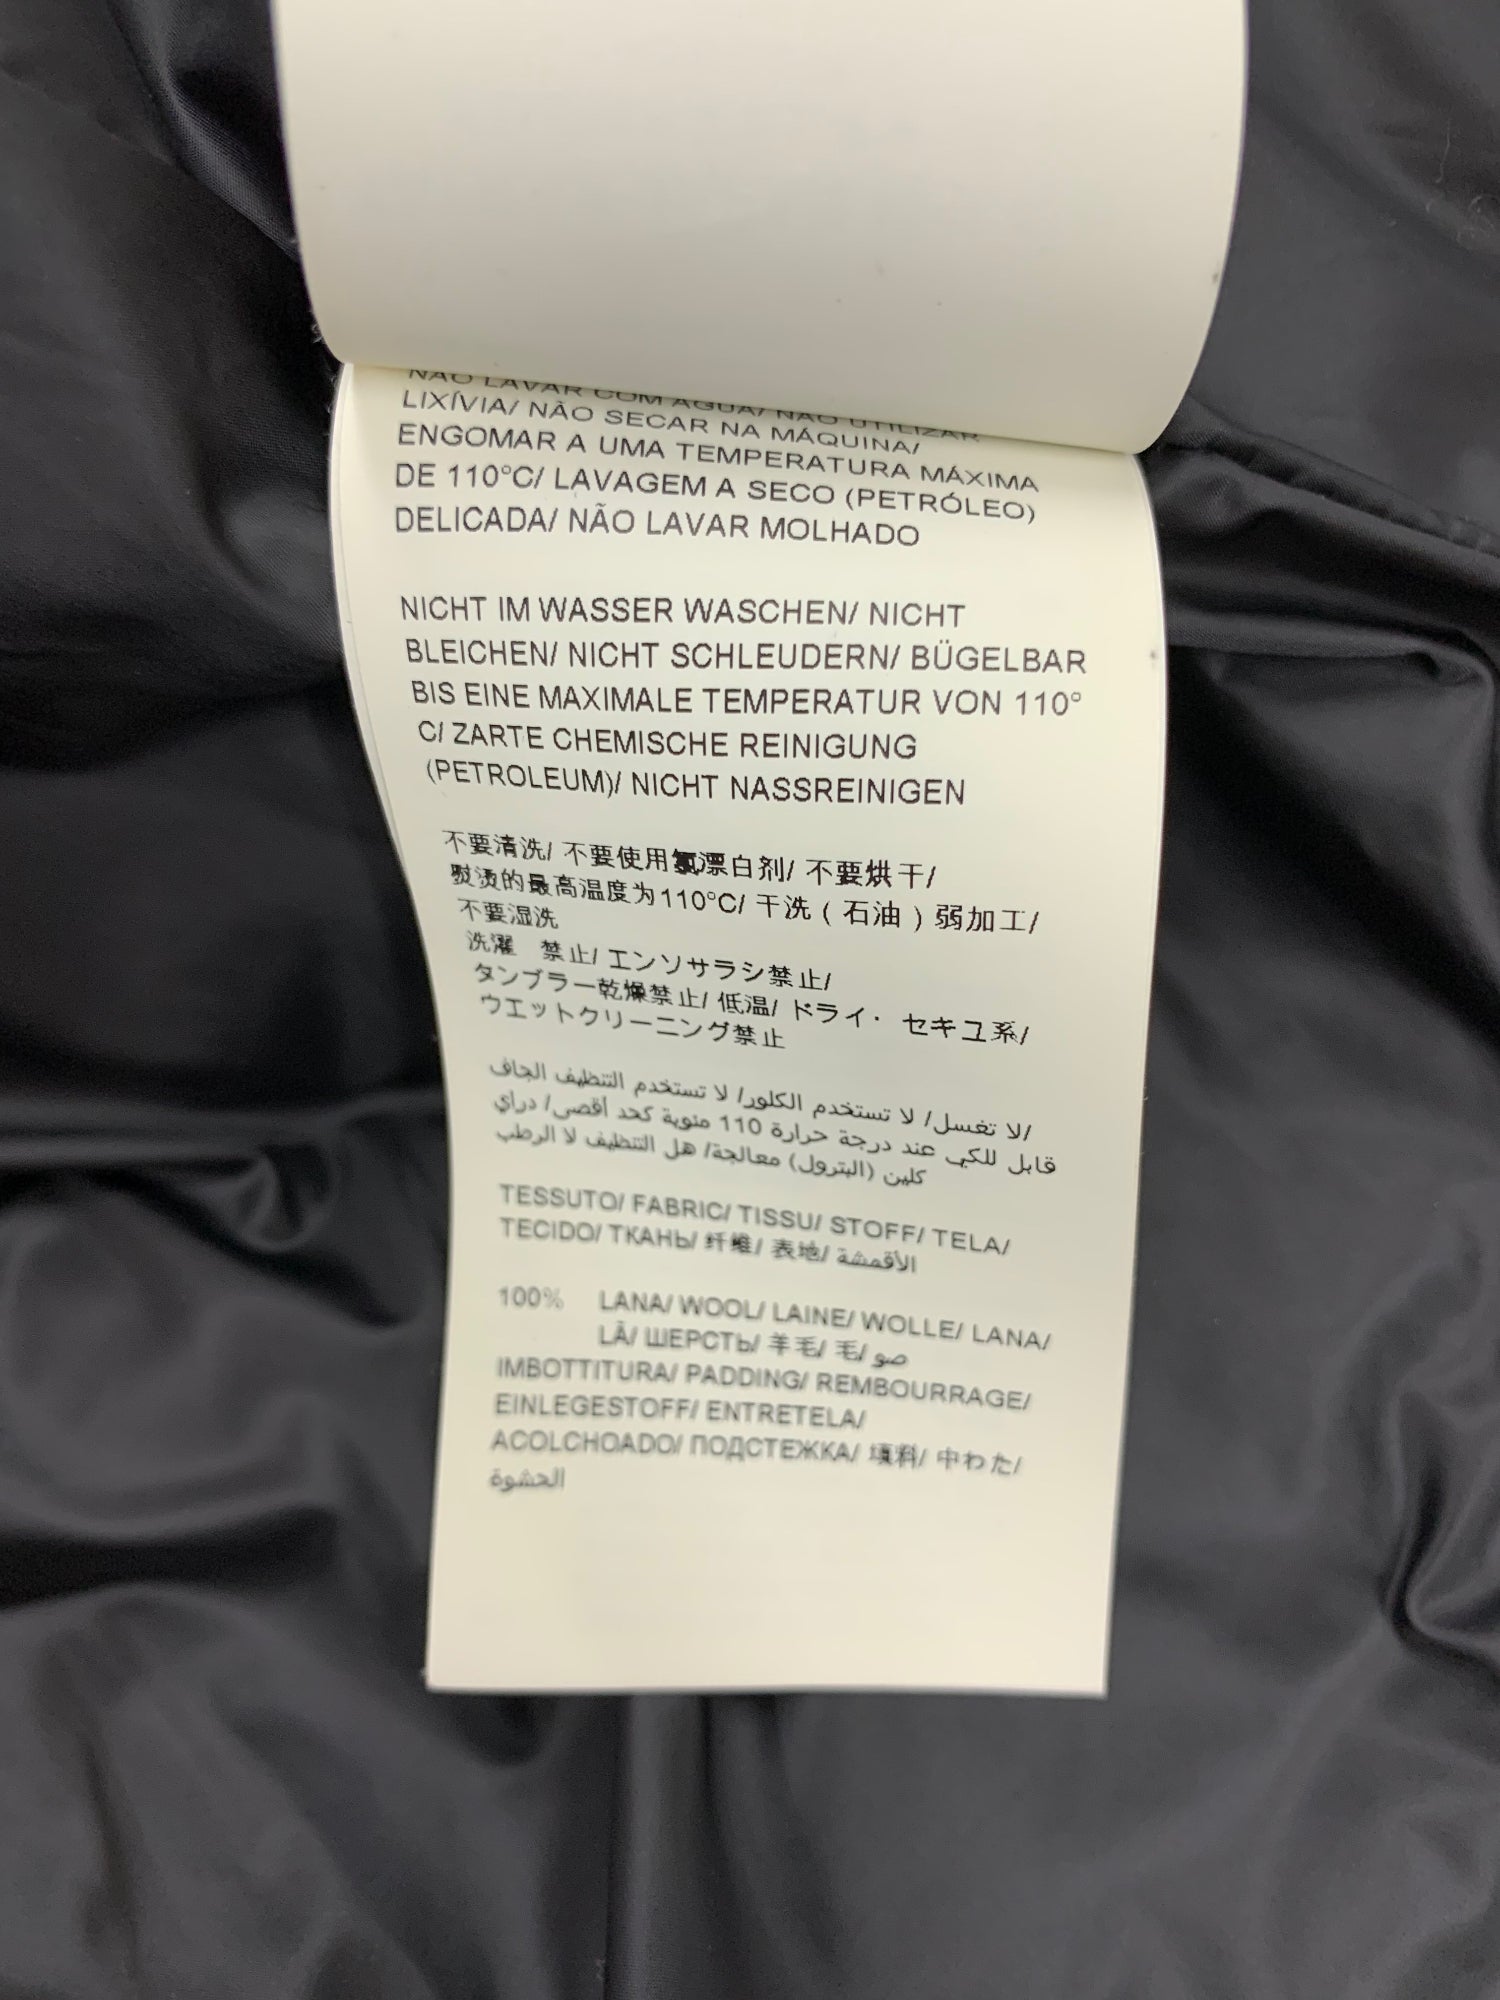 NÃO LAVAR COM ÁGUA/ NÃO UTILIZAR
LIXÍVIA/ NÃO SECAR NA MÁQUINA/
ENGOMAR A UMA TEMPERATURA MÁXIMA
DE 110°C/ LAVAGEM A SECO (PETRÓLEO)
DELICADA/ NÃO LAVAR MOLHADO
NICHT IM WASSER WASCHEN/ NICHT
BLEICHEN/ NICHT SCHLEUDERN/ BÜGELBAR
BIS EINE MAXIMALE TEMPERATUR VON 110°
C/ ZARTE CHEMISCHE REINIGUNG
(PETROLEUM)/ NICHT NASSREINIGEN
不要清洗/ 不要使用氯漂白剂/ 不要烘干/
熨烫的最高温度为110°C/ 干洗 ( 石油 ) 弱加工/
不要湿洗
洗濯　禁止/ エンソサラシ禁止/
タンブラー乾燥禁止/ 低温/ ドライ・ セキユ系/
ウエットクリーニング禁止
/لا تغسل/ لا تستخدم الكلور/ لا تستخدم التنظيف الجاف
قابل للكي عند درجة حرارة 110 مئوية كحد أقصى/ دراي
كلين (البترول) معالجة/ هل التنظيف لا الرطب
TESSUTO/ FABRIC/ TISSU/ STOFF/ TELA/
TECIDO/ ТКАНЬ/ 纤维/ 表地/ الأقمشة
100% LANA/ WOOL/ LAINE/ WOLLE/ LANA/
LÃ/ ШЕРСТЬ/ 羊毛/ 毛/ صو
IMBOTTITURA/ PADDING/ REMBOURRAGE/
EINLEGESTOFF/ ENTRETELA/
ACOLCHOADO/ ПОДСТЕЖКА/ 填料/ 中わた/
الحشوة